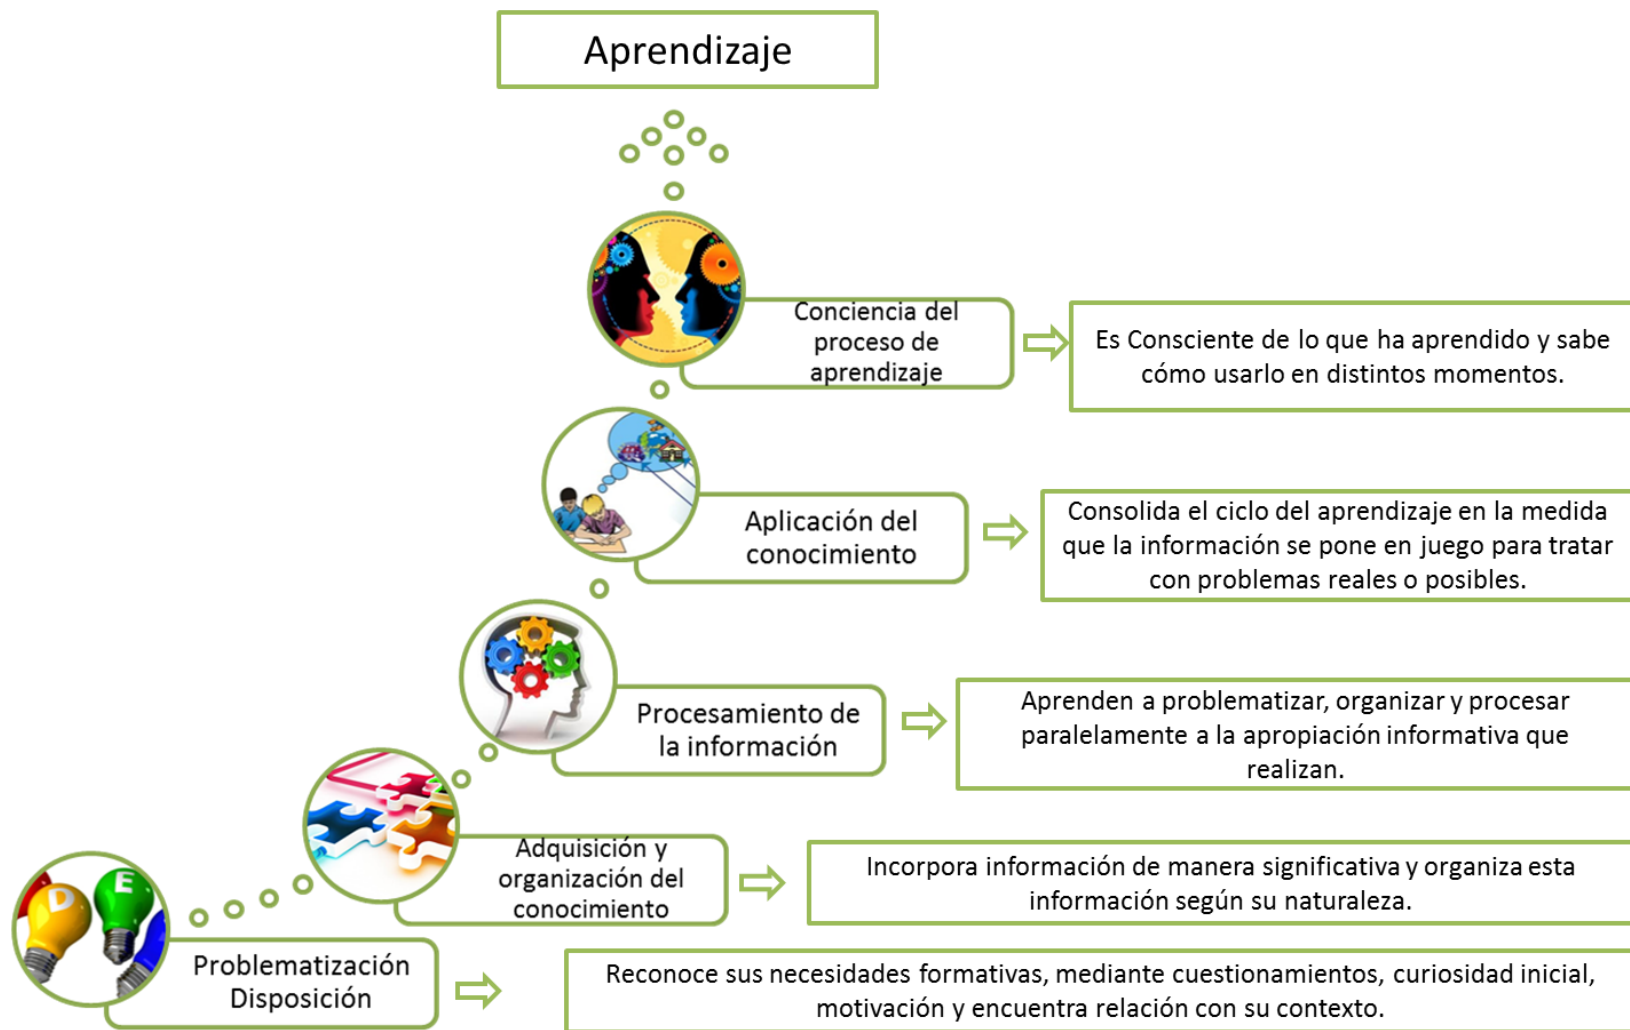 Aprendizaje
Conciencia del
proceso de
aprendizaje
Es Consciente de lo que ha aprendido y sabe
cómo usarlo en distintos momentos.
Aplicación del
conocimiento
Consolida el ciclo del aprendizaje en la medida
que la información se pone en juego para tratar
con problemas reales o posibles.
Procesamiento de
la información
Aprenden a problematizar, organizar y procesar
paralelamente a la apropiación informativa que
realizan.
Adquisición y
organización del
conocimiento
Incorpora información de manera significativa y organiza esta
información según su naturaleza.
D
E
Problematización
Disposición
Reconoce sus necesidades formativas, mediante cuestionamientos, curiosidad inicial,
motivación y encuentra relación con su contexto.